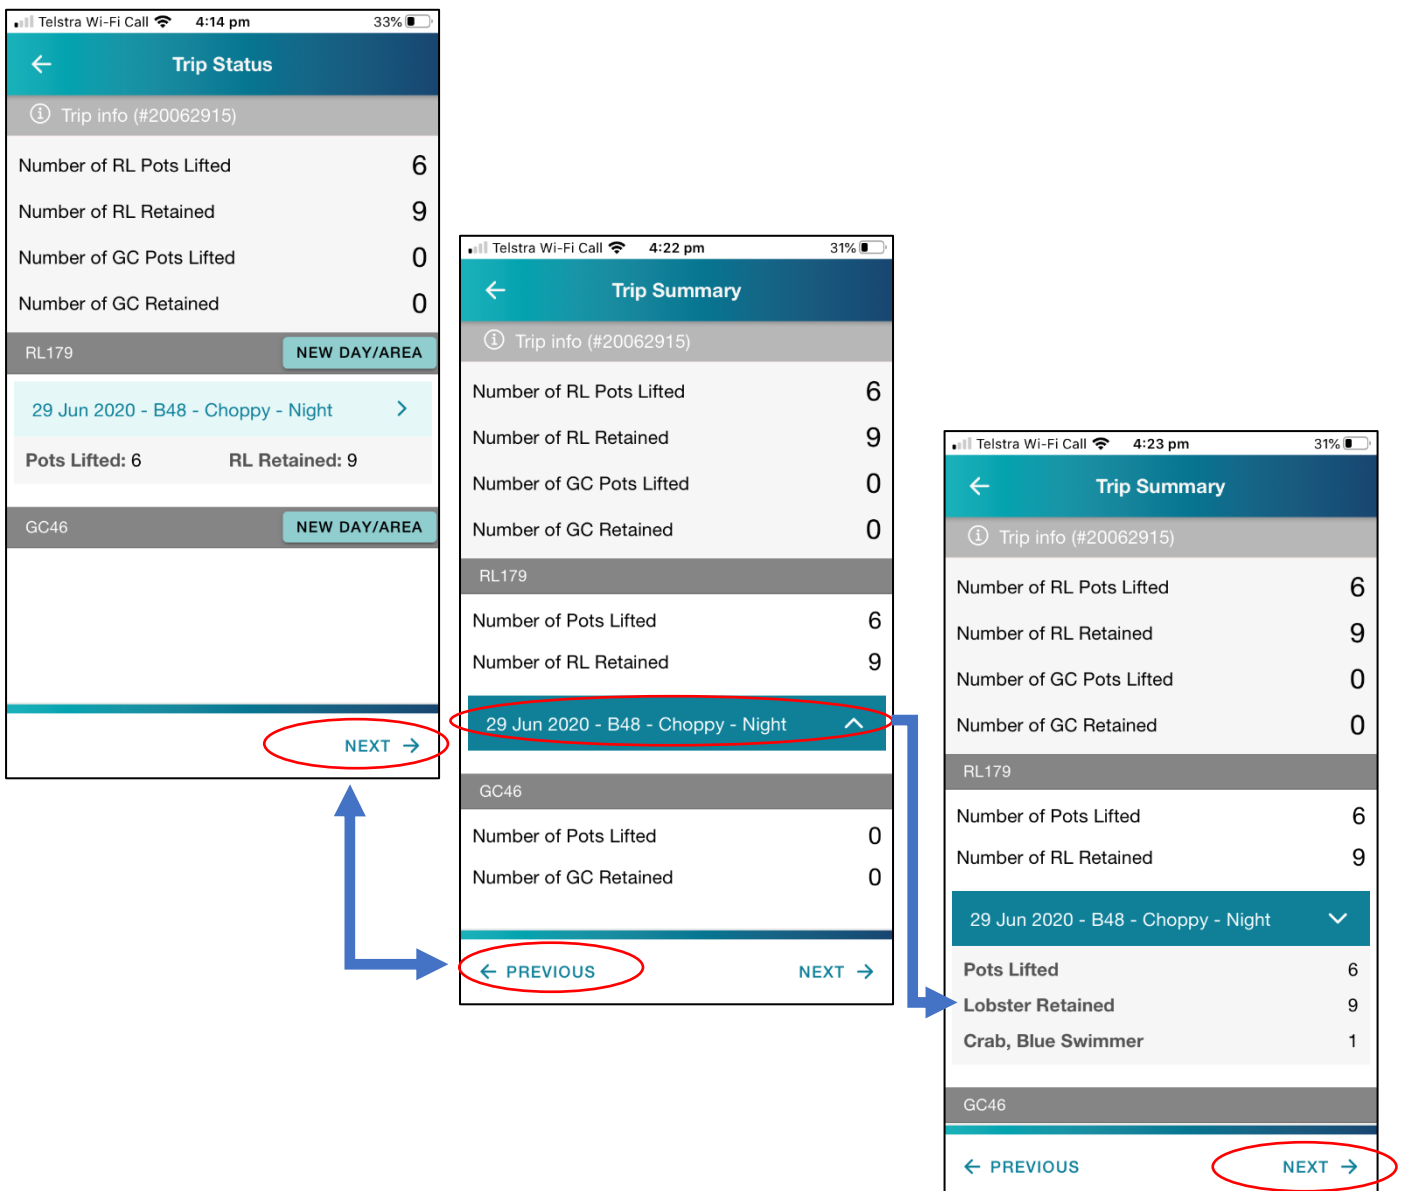 Telstra Wi-Fi Call 4:14 pm 33%
Trip Status
Trip info (#20062915)
Number of RL Pots Lifted 6
Number of RL Retained 9
Number of GC Pots Lifted 0
Number of GC Retained 0
RL179 NEW DAY/AREA
29 Jun 2020 - B48 - Choppy - Night
Pots Lifted: 6 RL Retained: 9
GC46 NEW DAY/AREA
NEXT
Telstra Wi-Fi Call 4:22 pm 31%
Trip Summary
Trip info (#20062915)
Number of RL Pots Lifted 6
Number of RL Retained 9
Number of GC Pots Lifted 0
Number of GC Retained 0
RL179
Number of Pots Lifted 6
Number of RL Retained 9
29 Jun 2020 - B48 - Choppy - Night
GC46
Number of Pots Lifted 0
Number of GC Retained 0
PREVIOUS NEXT
Telstra Wi-Fi Call 4:23 pm 31%
Trip Summary
Trip info (#20062915)
Number of RL Pots Lifted 6
Number of RL Retained 9
Number of GC Pots Lifted 0
Number of GC Retained 0
RL179
Number of Pots Lifted 6
Number of RL Retained 9
29 Jun 2020 - B48 - Choppy - Night
Pots Lifted 6
Lobster Retained 9
Crab, Blue Swimmer 1
GC46
PREVIOUS NEXT